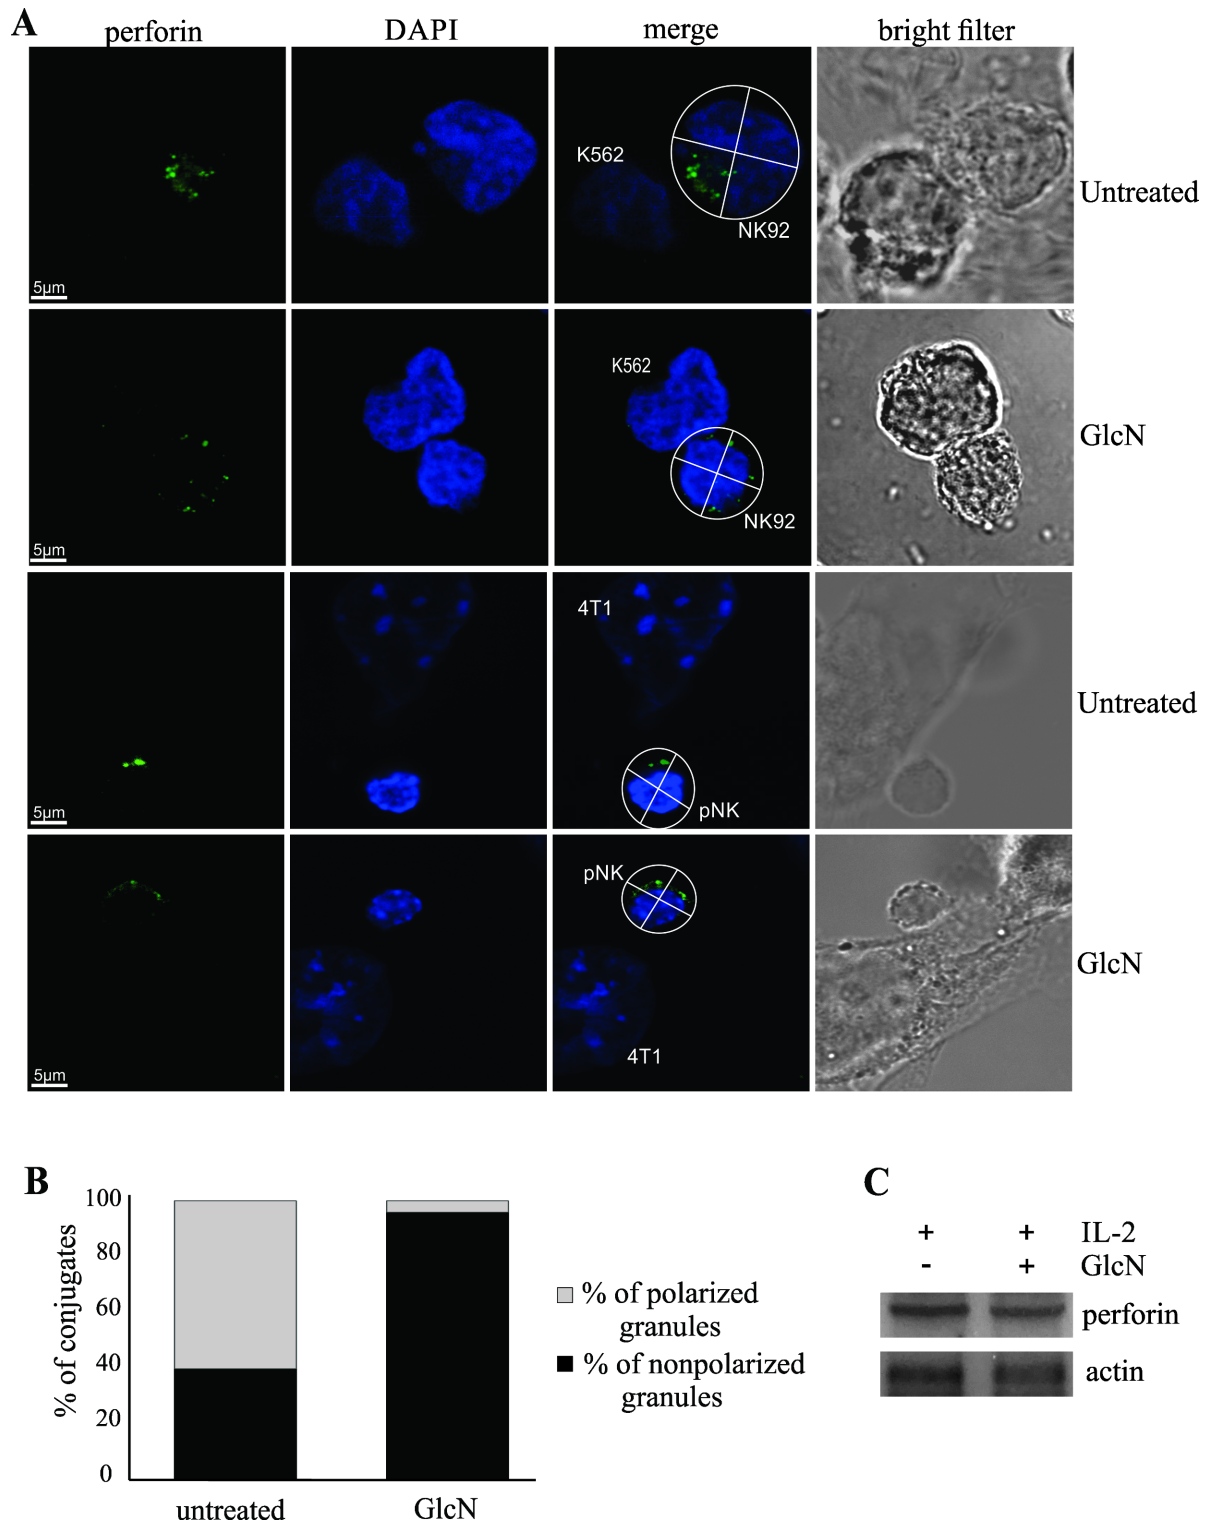 A
perforin DAPI merge bright filter
K562
NK92
5μm
Untreated
K562
NK92
5μm
GlcN
4T1
pNK
5μm
Untreated
pNK
4T1
5μm
GlcN
B
% of conjugates
100
80
60
40
20
0
untreated GlcN
% of polarized
granules
% of nonpolarized
granules
C
+ + IL-2
- + GlcN
perforin
actin